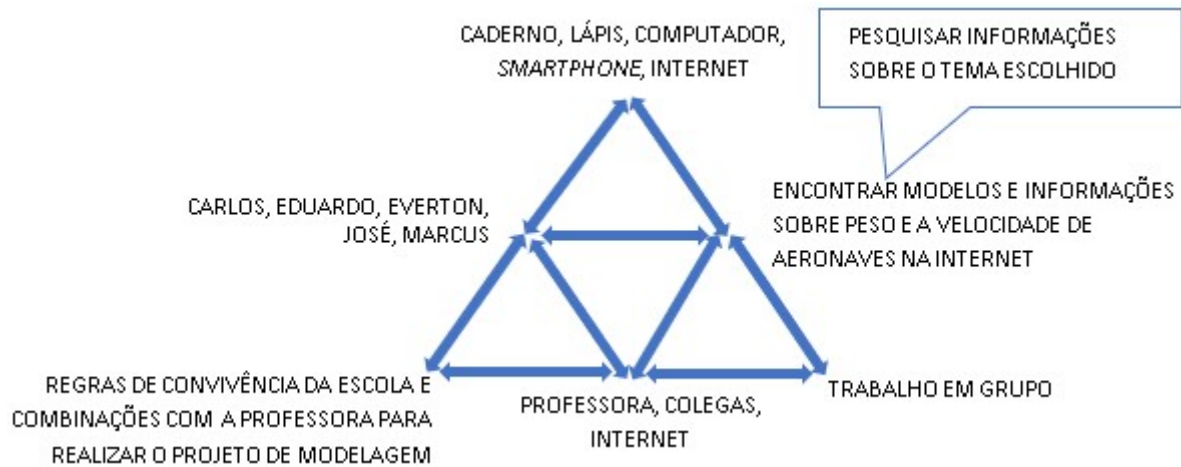 CADERNO, LÁPIS, COMPUTADOR,
SMARTPHONE, INTERNET
PESQUISAR INFORMAÇÕES
SOBRE O TEMA ESCOLHIDO
CARLOS, EDUARDO, EVERTON,
JOSÉ, MARCUS
ENCONTRAR MODELOS E INFORMAÇÕES
SOBRE PESO E A VELOCIDADE DE
AERONAVES NA INTERNET
REGRAS DE CONVIVÊNCIA DA ESCOLA E
COMBINAÇÕES COM A PROFESSORA PARA
REALIZAR O PROJETO DE MODELAGEM
PROFESSORA, COLEGAS,
INTERNET
TRABALHO EM GRUPO